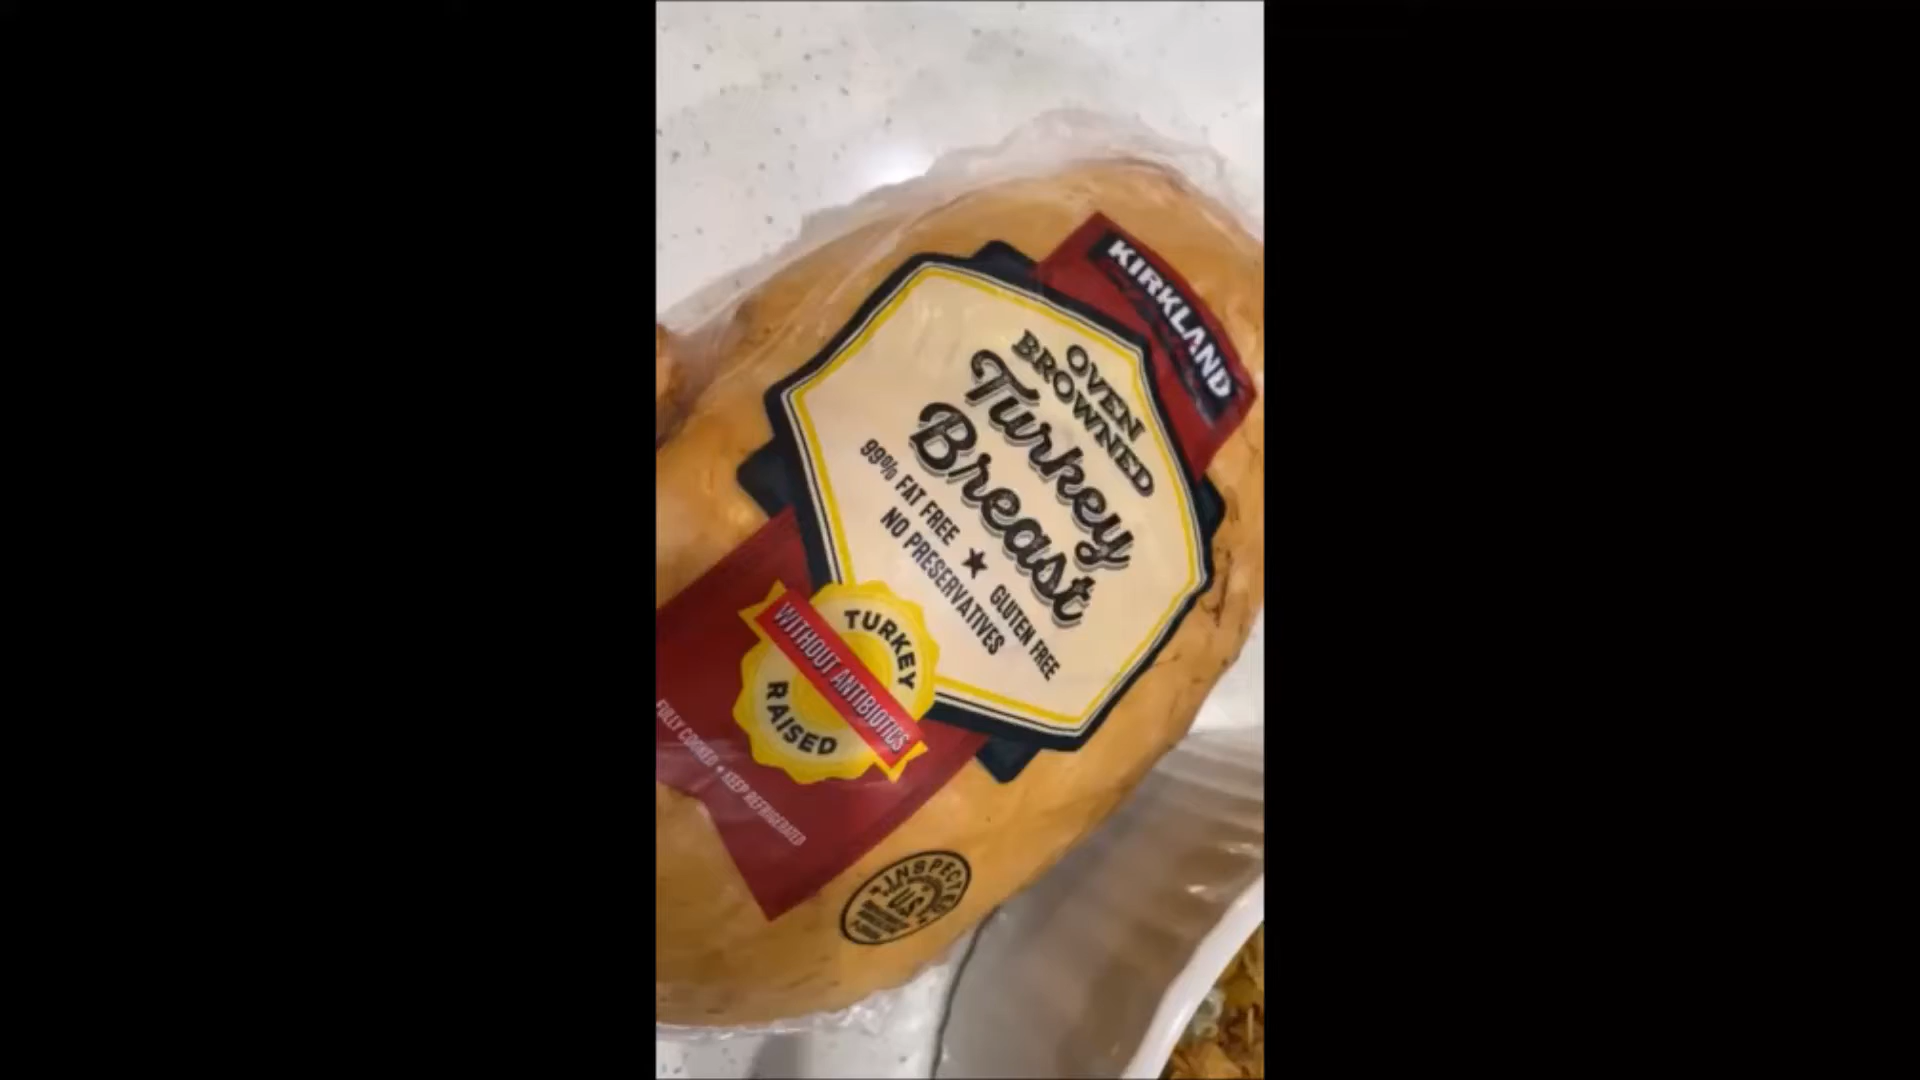 KIRKLAND
OVEN
BROWNED
Turkey
Breast
99% FAT FREE ★ GLUTEN FREE
NO PRESERVATIVES
TURKEY
WITHOUT ANTIBIOTICS
RAISED
FULLY COOKED • KEEP REFRIGERATED
INSPECTED
U.S.